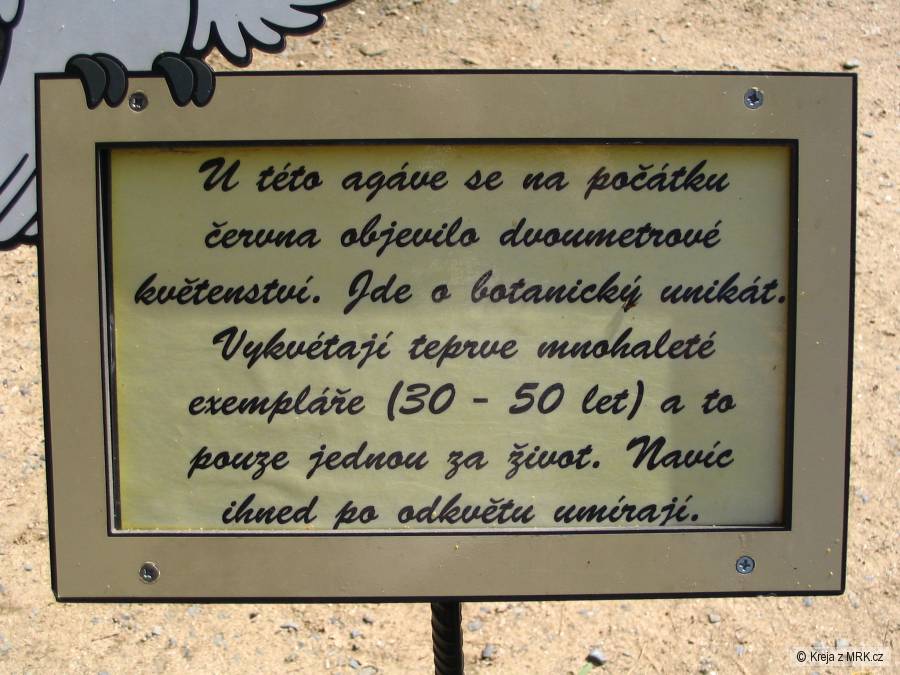 U této agáve se na počátku
června objevilo dvoumetrové
květenství. Jde o botanický unikát.
Vykvétají teprve mnohaleté
exempláře (30 - 50 let) a to
pouze jednou za život. Navíc
ihned po odkvětu umírají.
© Kreja z MRK.cz